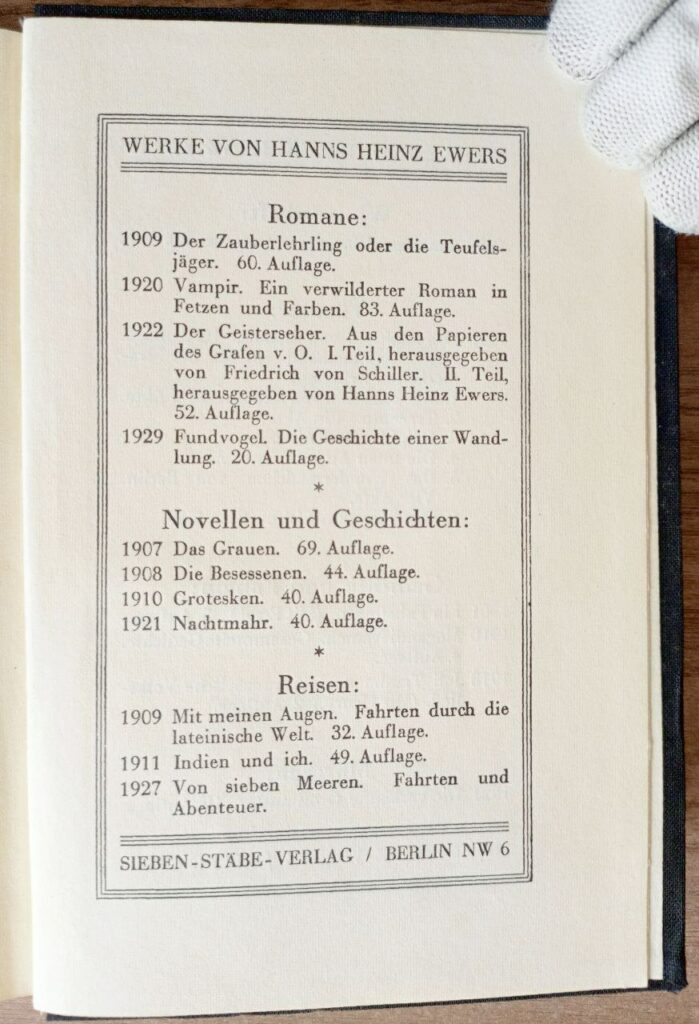 WERKE VON HANNS HEINZ EWERS
Romane:
1909 Der Zauberlehrling oder die Teufels-
jäger. 60. Auflage.
1920 Vampir. Ein verwilderter Roman in
Fetzen und Farben. 83. Auflage.
1922 Der Geisterseher. Aus den Papieren
des Grafen v. O. I. Teil, herausgegeben
von Friedrich von Schiller. II. Teil,
herausgegeben von Hanns Heinz Ewers.
52. Auflage.
1929 Fundvogel. Die Geschichte einer Wand-
lung. 20. Auflage.
*
Novellen und Geschichten:
1907 Das Grauen. 69. Auflage.
1908 Die Besessenen. 44. Auflage.
1910 Grotesken. 40. Auflage.
1921 Nachtmahr. 40. Auflage.
*
Reisen:
1909 Mit meinen Augen. Fahrten durch die
lateinische Welt. 32. Auflage.
1911 Indien und ich. 49. Auflage.
1927 Von sieben Meeren. Fahrten und
Abenteuer.
SIEBEN-STÄBE-VERLAG / BERLIN NW 6